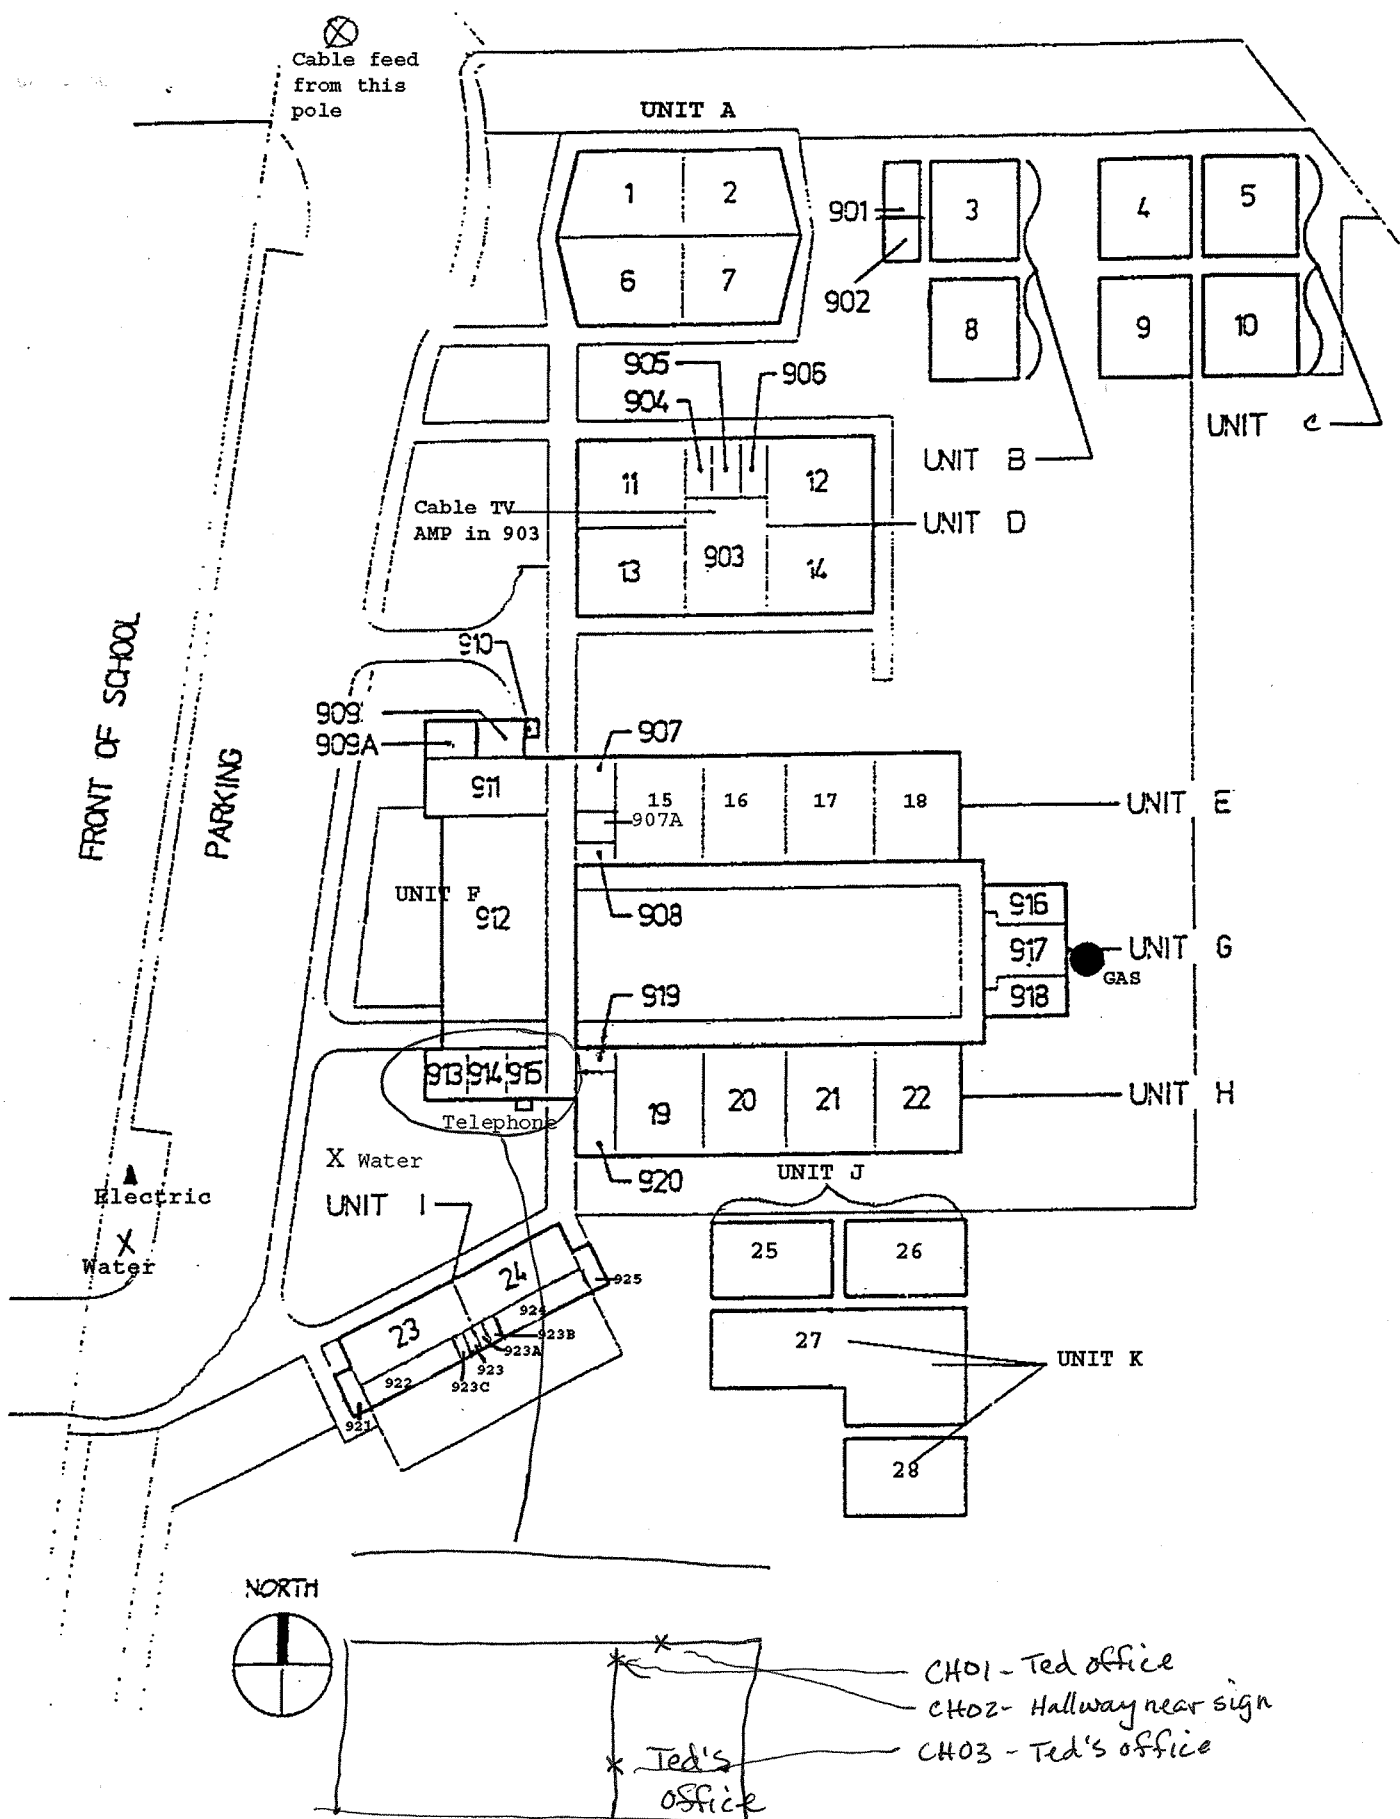 Cable feed
from this
pole
UNIT A
1
2
3
4
5
901
902
6
7
8
9
10
905
906
904
UNIT C
UNIT B
11
12
Cable TV
AMP in 903
UNIT D
903
13
14
FRONT OF SCHOOL
PARKING
910
909
907
909A
911
15
16
17
18
UNIT E
907A
UNIT F
912
908
916
917
UNIT G
GAS
918
919
913
914
915
19
20
21
22
UNIT H
Telephone
X Water
920
UNIT J
Electric
UNIT I
X
Water
25
26
24
925
924
23
923B
923A
923
922
923C
921
27
UNIT K
28
NORTH
CH01 - Ted office
CH02 - Hallway near sign
CH03 - Ted's office
Ted's
office